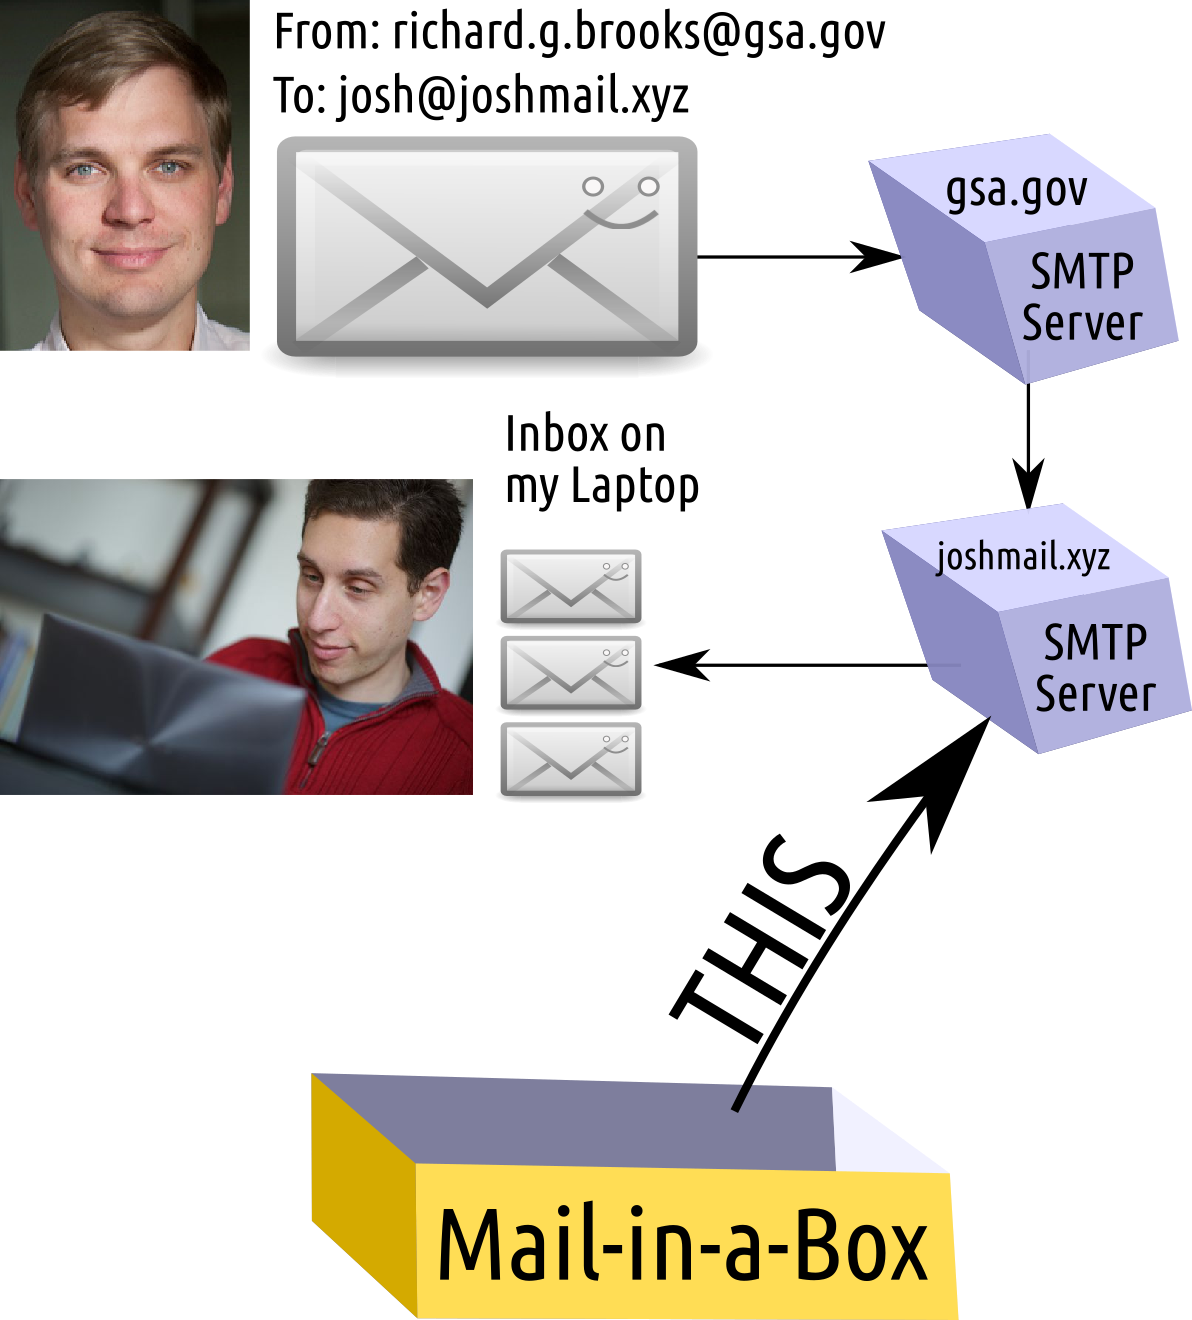 From: richard.g.brooks@gsa.gov
To: josh@joshmail.xyz
gsa.gov
SMTP
Server
Inbox on
my Laptop
joshmail.xyz
SMTP
Server
THIS
Mail-in-a-Box